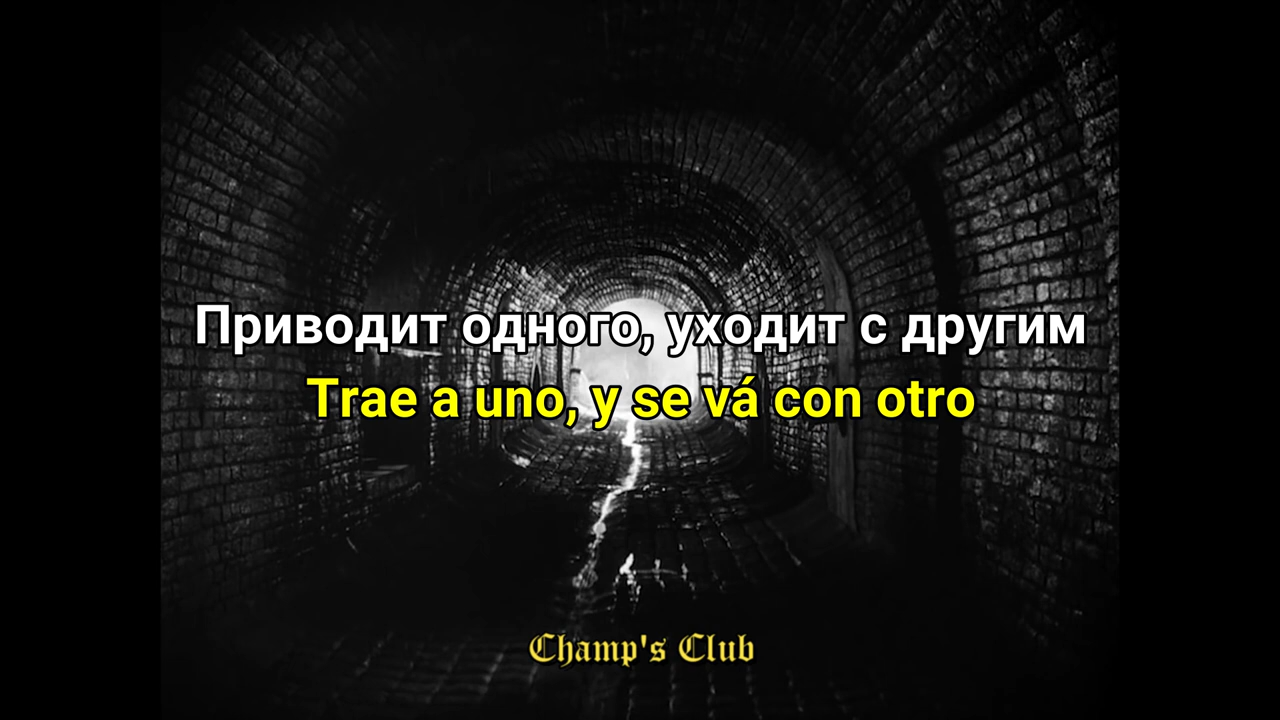 Приводит одного, уходит с другим
Trae a uno, y se vá con otro
Champ's Club